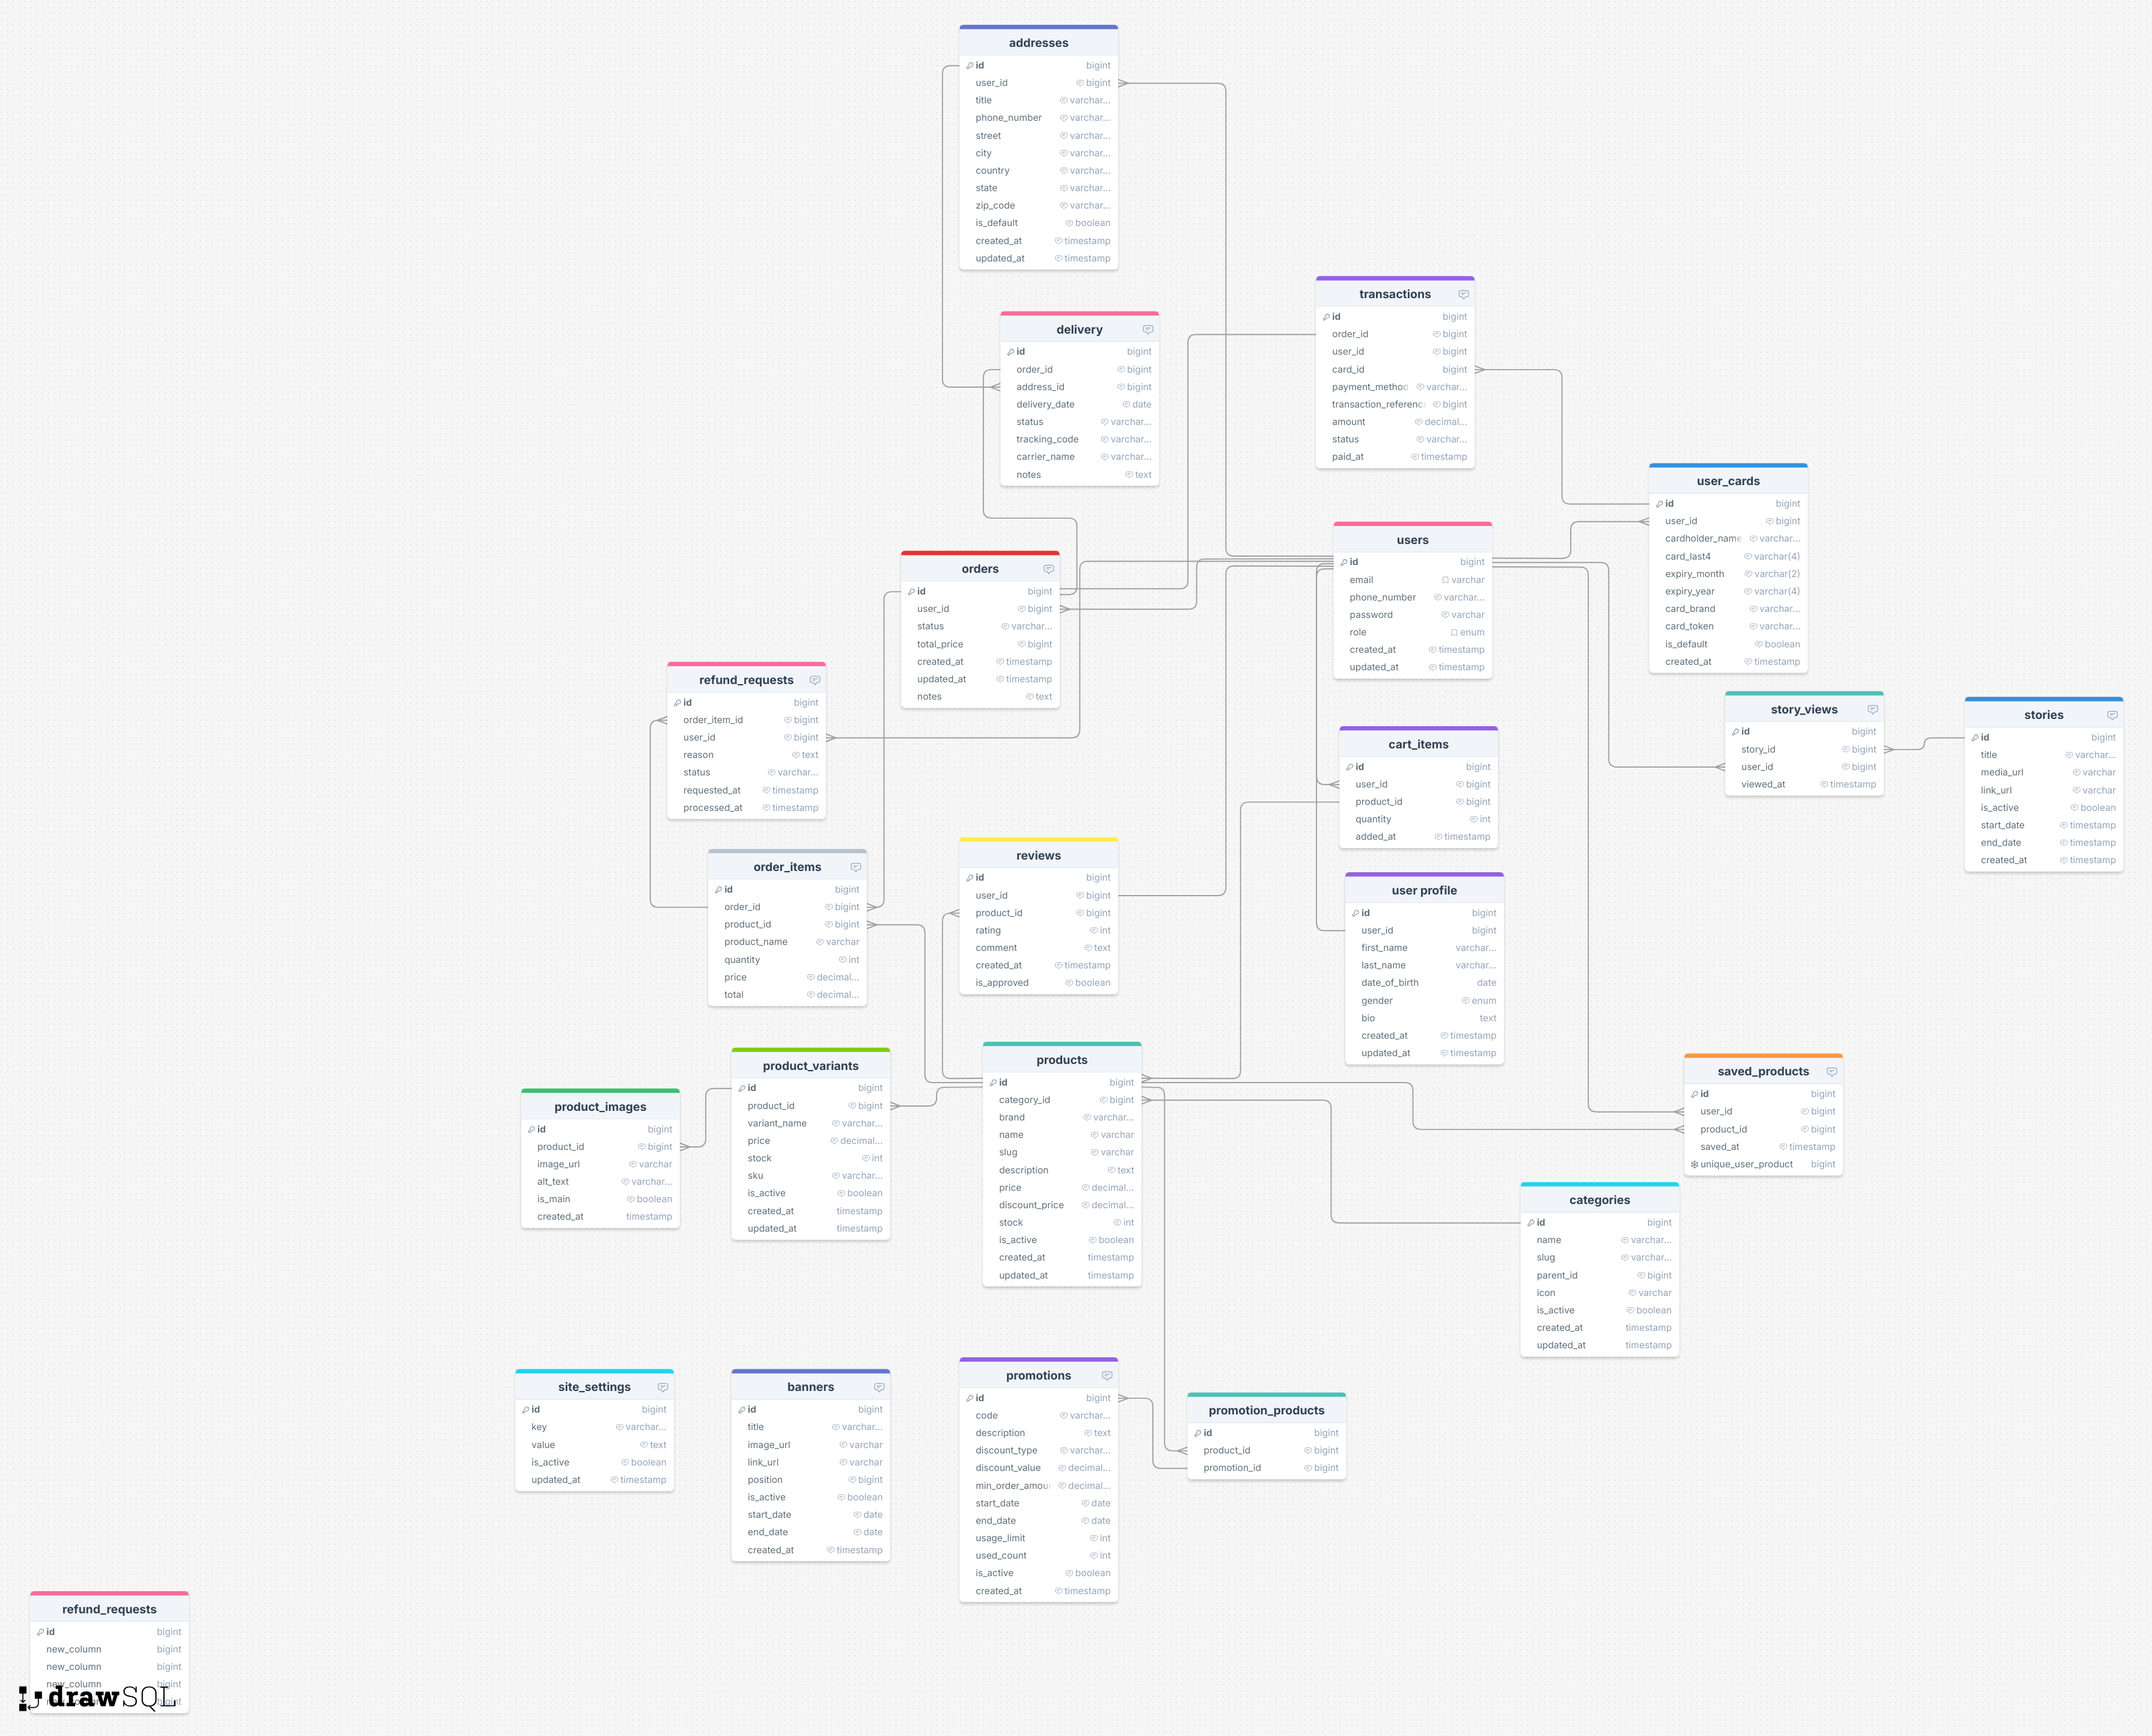 addresses
id bigint
user_id bigint
title varchar...
phone_number varchar...
street varchar...
city varchar...
country varchar...
state varchar...
zip_code varchar...
is_default boolean
created_at timestamp
updated_at timestamp
transactions
id bigint
order_id bigint
user_id bigint
card_id bigint
payment_method varchar...
transaction_referenc bigint
amount decimal...
status varchar...
paid_at timestamp
delivery
id bigint
order_id bigint
address_id bigint
delivery_date date
status varchar...
tracking_code varchar...
carrier_name varchar...
notes text
user_cards
id bigint
user_id bigint
cardholder_name varchar...
card_last4 varchar(4)
expiry_month varchar(2)
expiry_year varchar(4)
card_brand varchar...
card_token varchar...
is_default boolean
created_at timestamp
users
id bigint
email varchar
phone_number varchar...
password varchar
role enum
created_at timestamp
updated_at timestamp
orders
id bigint
user_id bigint
status varchar...
total_price bigint
created_at timestamp
updated_at timestamp
notes text
refund_requests
id bigint
order_item_id bigint
user_id bigint
reason text
status varchar...
requested_at timestamp
processed_at timestamp
story_views
id bigint
story_id bigint
user_id bigint
viewed_at timestamp
stories
id bigint
title varchar...
media_url varchar
link_url varchar
is_active boolean
start_date timestamp
end_date timestamp
created_at timestamp
cart_items
id bigint
user_id bigint
product_id bigint
quantity int
added_at timestamp
order_items
id bigint
order_id bigint
product_id bigint
product_name varchar
quantity int
price decimal...
total decimal...
reviews
id bigint
user_id bigint
product_id bigint
rating int
comment text
created_at timestamp
is_approved boolean
user profile
id bigint
user_id bigint
first_name varchar...
last_name varchar...
date_of_birth date
gender enum
bio text
created_at timestamp
updated_at timestamp
product_images
id bigint
product_id bigint
image_url varchar
alt_text varchar...
is_main boolean
created_at timestamp
product_variants
id bigint
product_id bigint
variant_name varchar...
price decimal...
stock int
sku varchar...
is_active boolean
created_at timestamp
updated_at timestamp
products
id bigint
category_id bigint
brand varchar...
name varchar
slug varchar
description text
price decimal...
discount_price decimal...
stock int
is_active boolean
created_at timestamp
updated_at timestamp
saved_products
id bigint
user_id bigint
product_id bigint
saved_at timestamp
unique_user_product bigint
categories
id bigint
name varchar...
slug varchar...
parent_id bigint
icon varchar
is_active boolean
created_at timestamp
updated_at timestamp
site_settings
id bigint
key varchar...
value text
is_active boolean
updated_at timestamp
banners
id bigint
title varchar...
image_url varchar
link_url varchar
position bigint
is_active boolean
start_date date
end_date date
created_at timestamp
promotions
id bigint
code varchar...
description text
discount_type varchar...
discount_value decimal...
min_order_amou decimal...
start_date date
end_date date
usage_limit int
used_count int
is_active boolean
created_at timestamp
promotion_products
id bigint
product_id bigint
promotion_id bigint
refund_requests
id bigint
new_column bigint
new_column bigint
new_column bigint
drawSQL